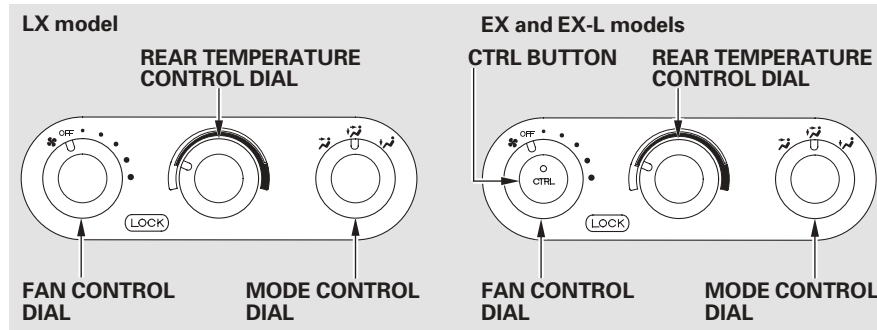 LX model
REAR TEMPERATURE
CONTROL DIAL
OFF
LOCK
FAN CONTROL
DIAL
MODE CONTROL
DIAL
EX and EX-L models
CTRL BUTTON
REAR TEMPERATURE
CONTROL DIAL
OFF
CTRL
LOCK
FAN CONTROL
DIAL
MODE CONTROL
DIAL